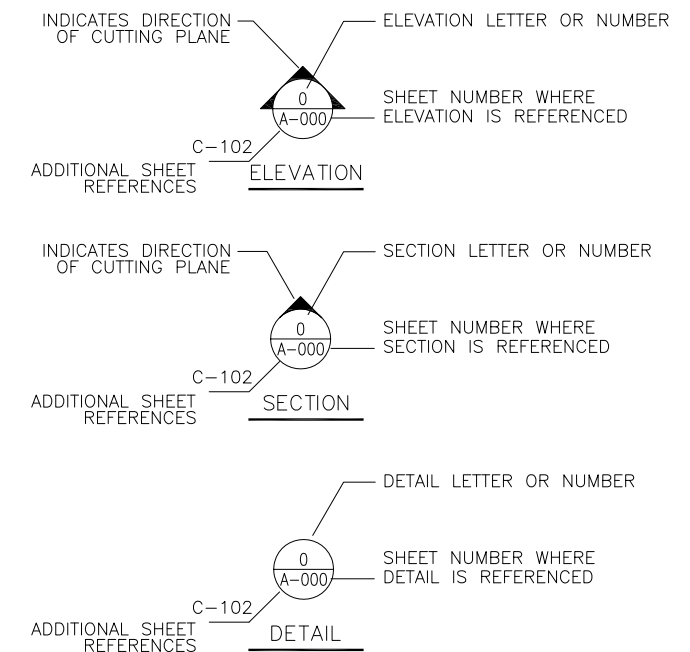 INDICATES DIRECTION
OF CUTTING PLANE
ELEVATION LETTER OR NUMBER
0
A-000
SHEET NUMBER WHERE
ELEVATION IS REFERENCED
C-102
ADDITIONAL SHEET
REFERENCES
ELEVATION
INDICATES DIRECTION
OF CUTTING PLANE
SECTION LETTER OR NUMBER
0
A-000
SHEET NUMBER WHERE
SECTION IS REFERENCED
C-102
ADDITIONAL SHEET
REFERENCES
SECTION
DETAIL LETTER OR NUMBER
0
A-000
SHEET NUMBER WHERE
DETAIL IS REFERENCED
C-102
ADDITIONAL SHEET
REFERENCES
DETAIL